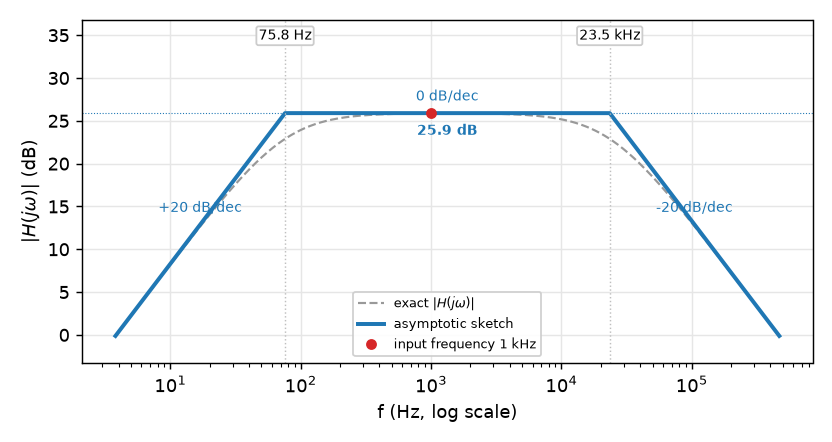 75.8 Hz
23.5 kHz
0 dB/dec
25.9 dB
+20 dB/dec
-20 dB/dec
35
30
25
20
15
10
5
0
|H(jω)| (dB)
exact |H(jω)|
asymptotic sketch
input frequency 1 kHz
10¹
10²
10³
10⁴
10⁵
f (Hz, log scale)